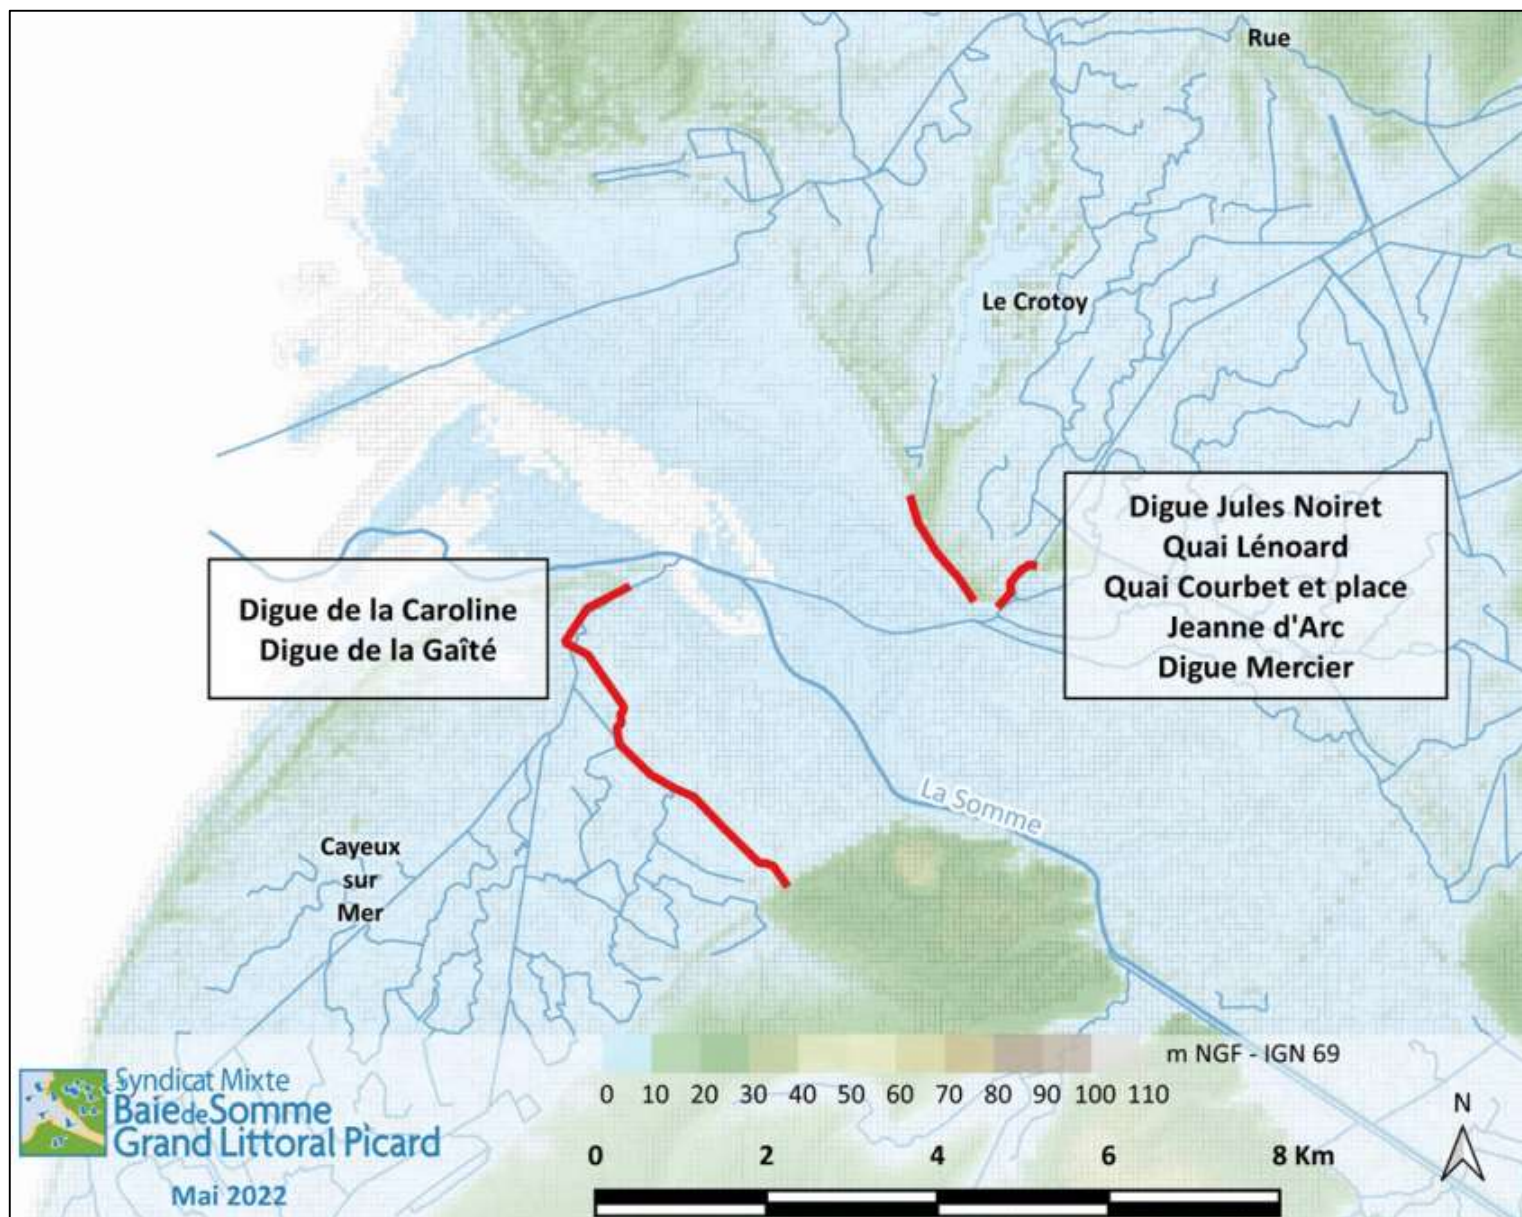 Rue
Le Crotoy
Digue Jules Noiret
Quai Lénoard
Quai Courbet et place
Jeanne d'Arc
Digue Mercier
Digue de la Caroline
Digue de la Gaîté
La Somme
Cayeux
sur
Mer
m NGF - IGN 69
0 10 20 30 40 50 60 70 80 90 100 110
Syndicat Mixte
Baie de Somme
Grand Littoral Picard
Mai 2022
N
0 2 4 6 8 Km